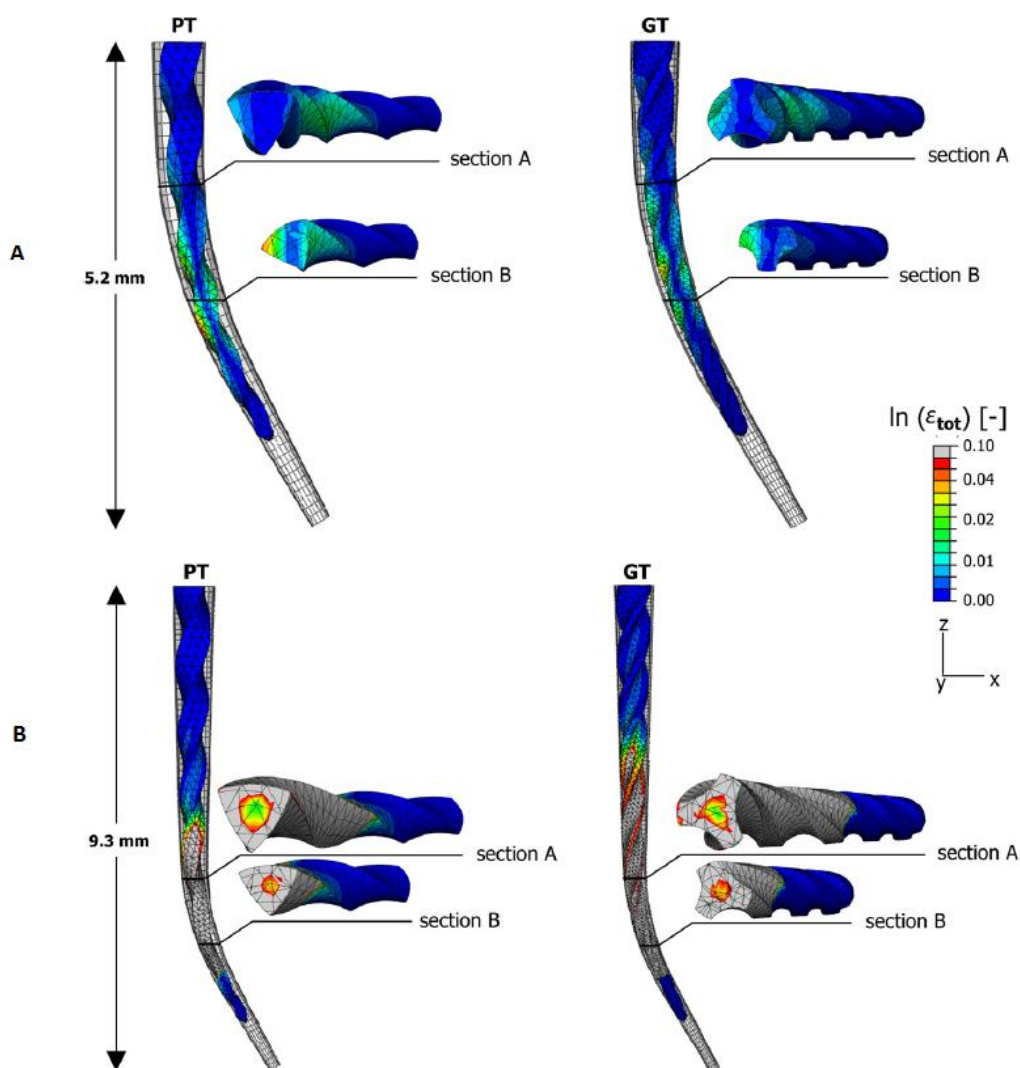 PT
GT
section A
section A
A
section B
section B
5.2 mm
ln (εtot) [-]
0.10
0.04
0.02
0.01
0.00
PT
GT
z
y
x
B
9.3 mm
section A
section A
section B
section B